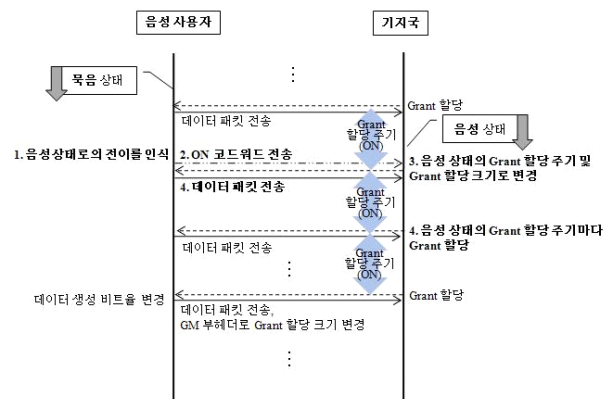 음성 사용자
기지국
묵음 상태
Grant 할당
데이터 패킷 전송
Grant
할당 주기
(ON)
음성 상태
1. 음성상태로의 전이를 인식
2. ON 코드워드 전송
3. 음성 상태의 Grant 할당 주기 및
Grant 할당 크기로 변경
4. 데이터 패킷 전송
Grant
할당 주기
(ON)
4. 음성 상태의 Grant 할당 주기마다
Grant 할당
데이터 패킷 전송
Grant
할당 주기
(ON)
데이터 생성 비트율 변경
Grant 할당
데이터 패킷 전송,
GM 부헤더로 Grant 할당 크기 변경